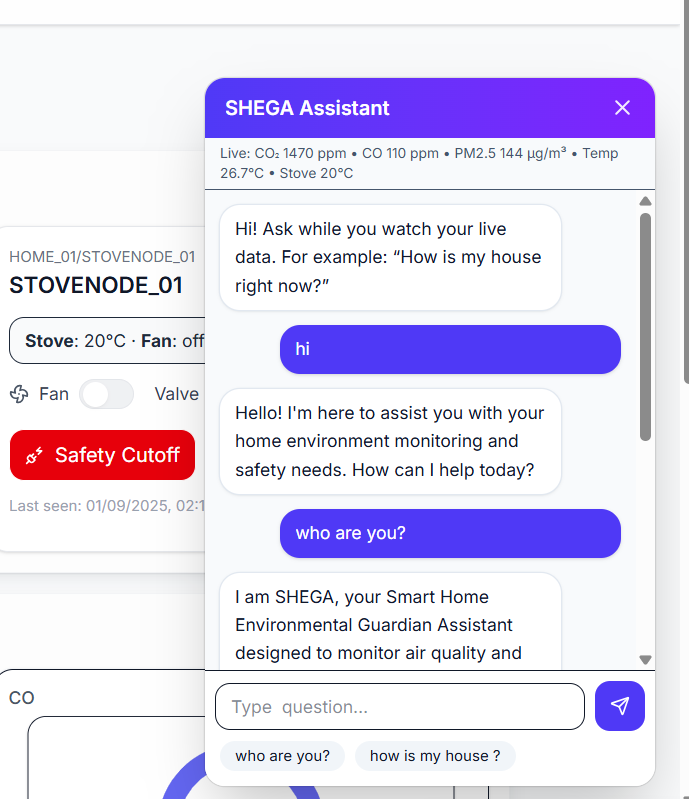 SHEGA Assistant
Live: CO₂ 1470 ppm • CO 110 ppm • PM2.5 144 µg/m³ • Temp
26.7°C • Stove 20°C
Hi! Ask while you watch your live
data. For example: “How is my house
right now?”
hi
Hello! I'm here to assist you with your
home environment monitoring and
safety needs. How can I help today?
who are you?
I am SHEGA, your Smart Home
Environmental Guardian Assistant
designed to monitor air quality and
Type  question...
who are you?
how is my house ?
HOME_01/STOVENODE_01
STOVENODE_01
Stove: 20°C · Fan: off
Fan
Valve
Safety Cutoff
Last seen: 01/09/2025, 02:1
CO